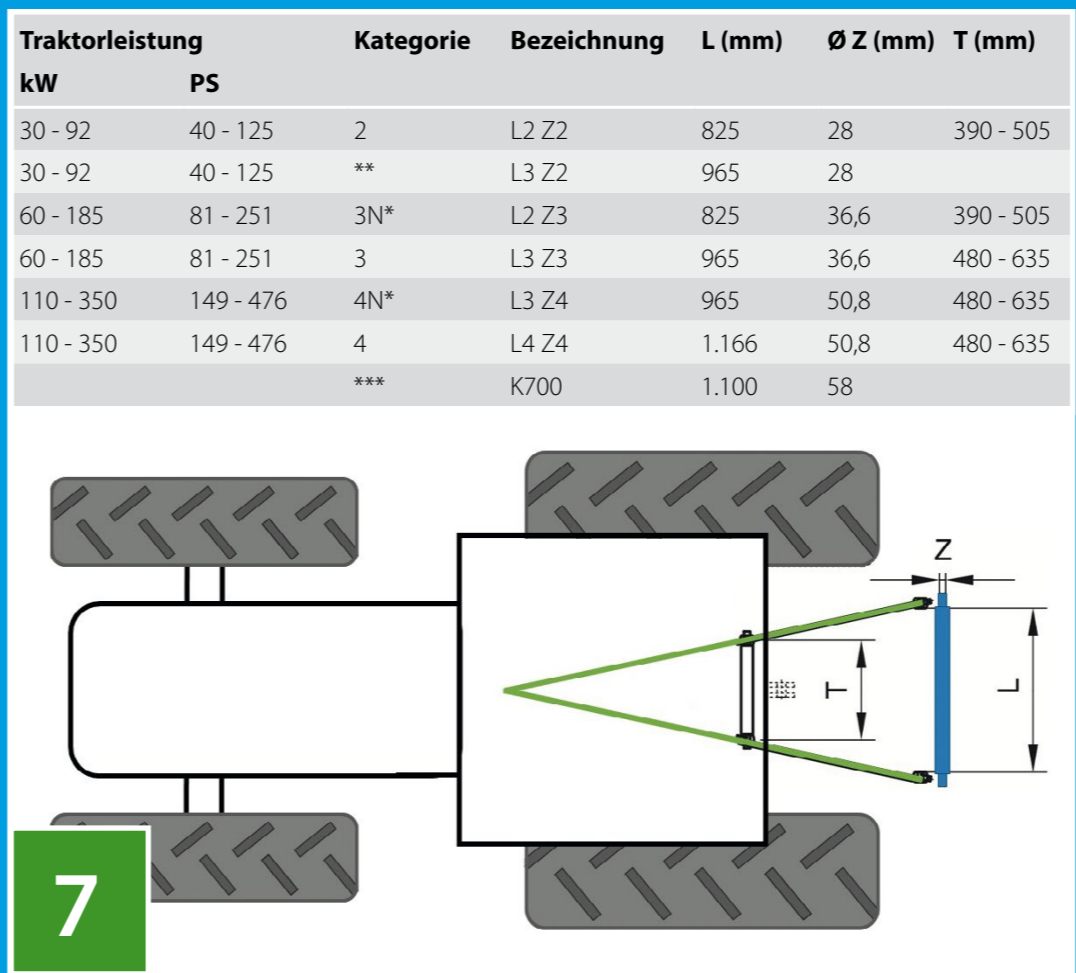 Traktorleistung Kategorie Bezeichnung L (mm) Ø Z (mm) T (mm)
kW PS
30 - 92 40 - 125 2 L2 Z2 825 28 390 - 505
30 - 92 40 - 125 ** L3 Z2 965 28
60 - 185 81 - 251 3N* L2 Z3 825 36,6 390 - 505
60 - 185 81 - 251 3 L3 Z3 965 36,6 480 - 635
110 - 350 149 - 476 4N* L3 Z4 965 50,8 480 - 635
110 - 350 149 - 476 4 L4 Z4 1.166 50,8 480 - 635
*** K700 1.100 58
Z
T
L
7